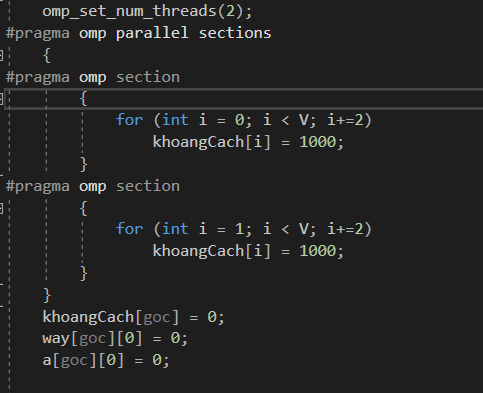 omp_set_num_threads(2);
#pragma omp parallel sections
{
#pragma omp section
{
for (int i = 0; i < V; i+=2)
khoangCach[i] = 1000;
}
#pragma omp section
{
for (int i = 1; i < V; i+=2)
khoangCach[i] = 1000;
}
}
khoangCach[goc] = 0;
way[goc][0] = 0;
a[goc][0] = 0;